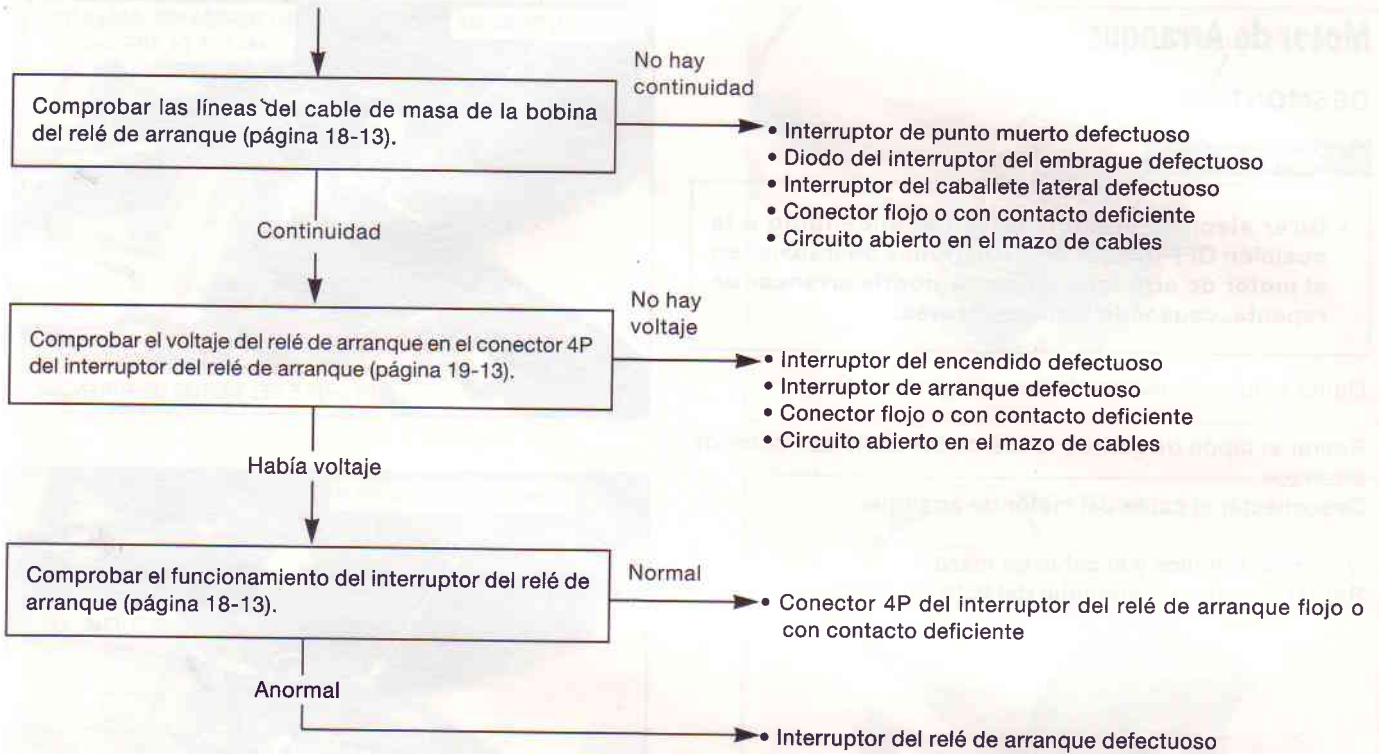 No hay
continuidad
Comprobar las líneas del cable de masa de la bobina
del relé de arranque (página 18-13).
• Interruptor de punto muerto defectuoso
• Diodo del interruptor del embrague defectuoso
• Interruptor del caballete lateral defectuoso
• Conector flojo o con contacto deficiente
• Circuito abierto en el mazo de cables
Continuidad
No hay
voltaje
Comprobar el voltaje del relé de arranque en el conector 4P
del interruptor del relé de arranque (página 19-13).
• Interruptor del encendido defectuoso
• Interruptor de arranque defectuoso
• Conector flojo o con contacto deficiente
• Circuito abierto en el mazo de cables
Había voltaje
Comprobar el funcionamiento del interruptor del relé de
arranque (página 18-13).
Normal
• Conector 4P del interruptor del relé de arranque flojo o
con contacto deficiente
Anormal
• Interruptor del relé de arranque defectuoso